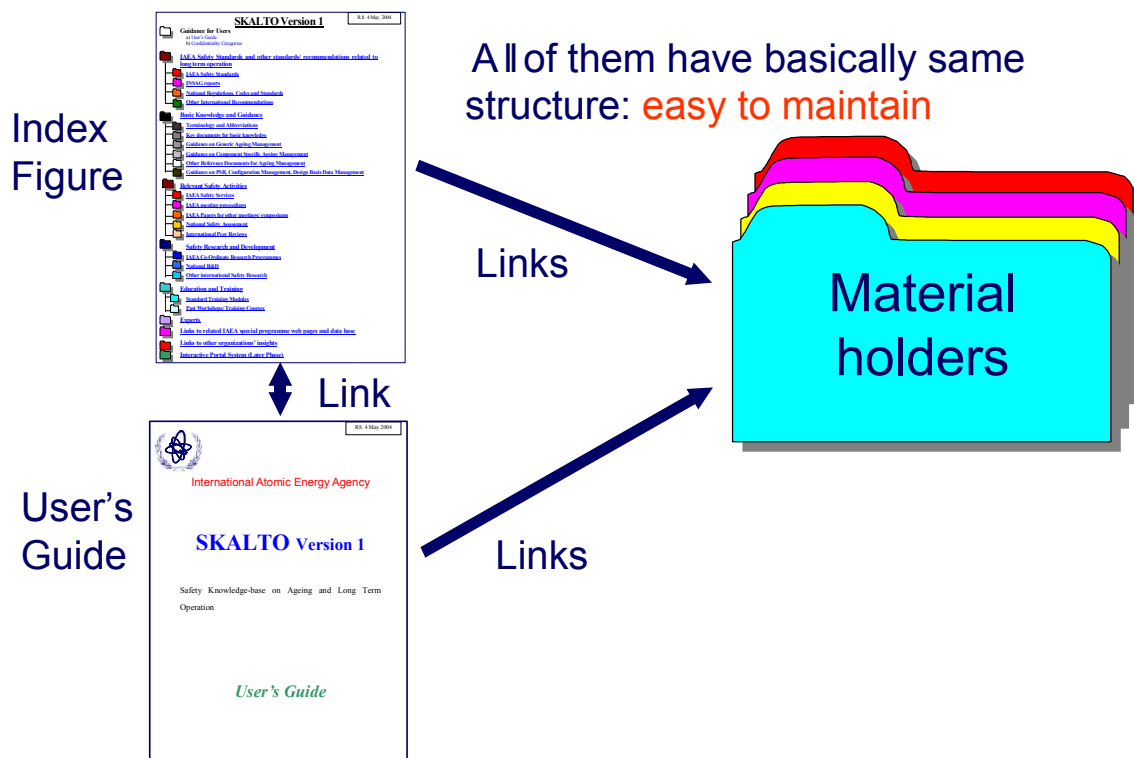 SKALTO Version 1
R8 4 May. 2004
Guidance for Users
a) User's Guide
b) Confidentiality Categories
IAEA Safety Standards and other standards/ recommendations related to
long term operation
IAEA Safety Standards
INSAG reports
National Regulations, Codes and Standards
Other International Recommendations
Basic Knowledge and Guidance
Terminology and Abbreviations
Key documents for basic knowledge
Guidance on Generic Ageing Management
Guidance on Component Specific Ageing Management
Other Reference Documents for Ageing Management
Guidance on PSR, Configuration Management, Design Basis Data Management
Relevant Safety Activities
IAEA Safety Services
IAEA meeting proceedings
IAEA Papers for other meetings/ symposiums
National Safety Assessment
International Peer Reviews
Safety Research and Development
IAEA Co-Ordinate Research Programmes
National R&D
Other international Safety Research
Education and Training
Standard Training Modules
Past Workshops/ Training Courses
Experts
Links to related IAEA special programme web pages and data base
Links to other organizations' insights
Interactive Portal System (Later Phase)
Index
Figure
All of them have basically same
structure: easy to maintain
Links
Material
holders
Link
User's
Guide
R8 4 May 2004
International Atomic Energy Agency
SKALTO Version 1
Safety Knowledge-base on Ageing and Long Term
Operation
User's Guide
Links